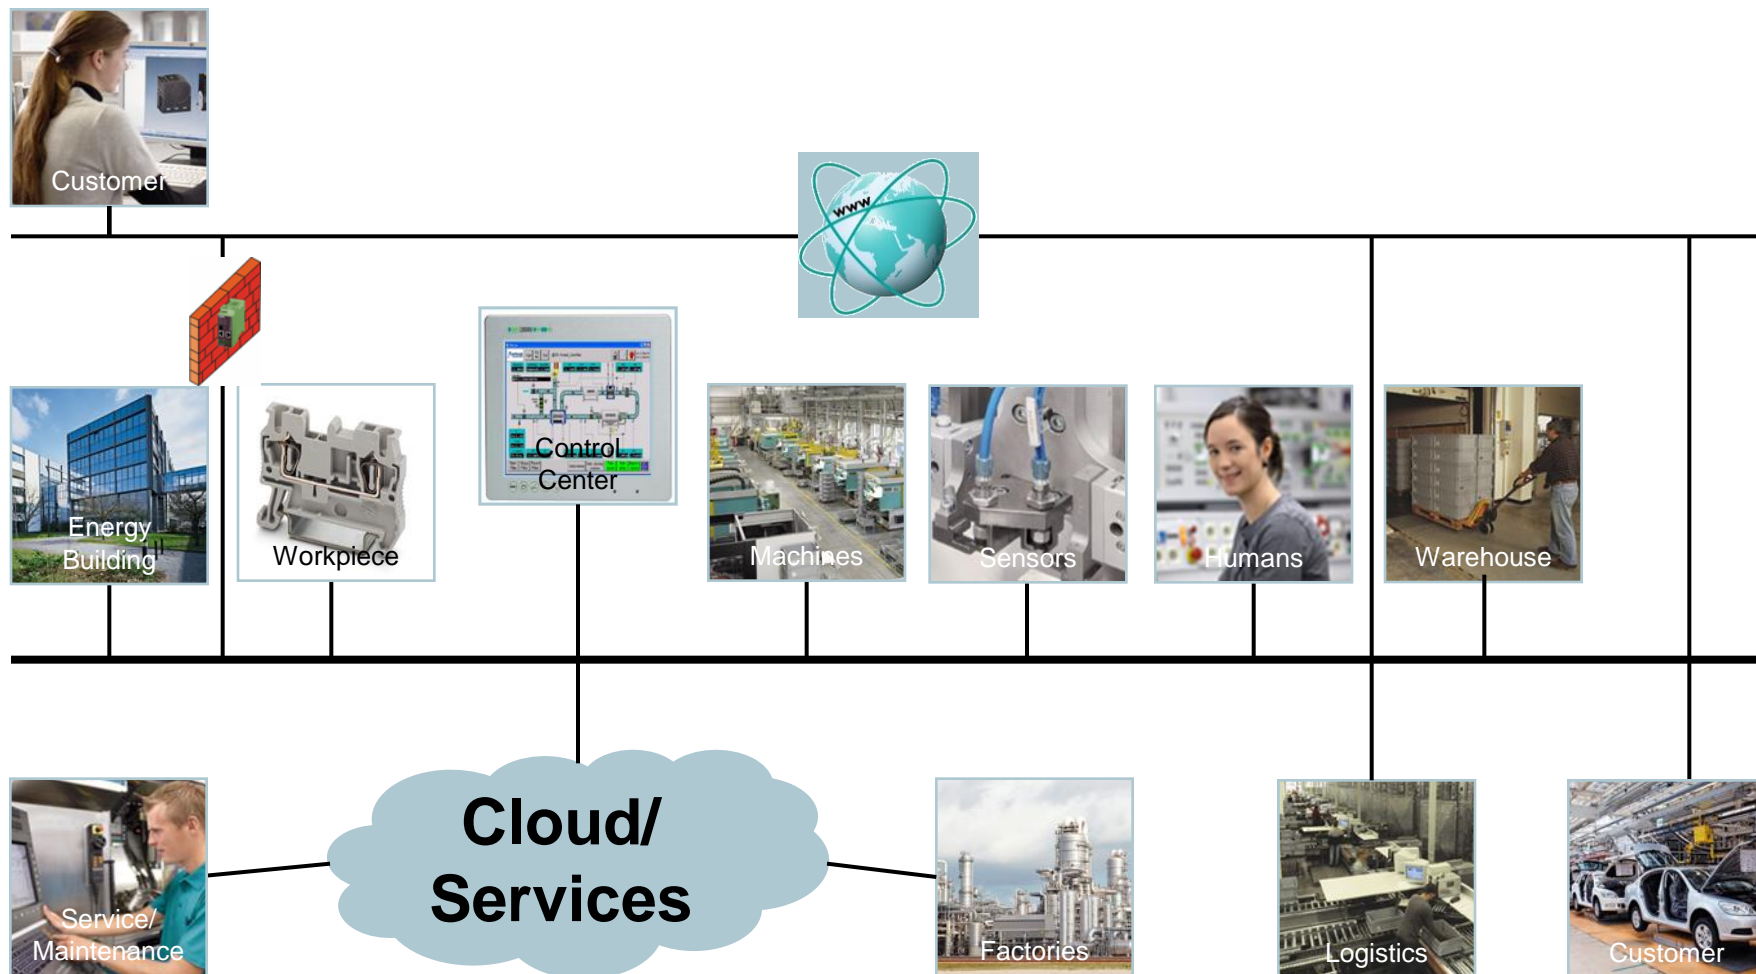 Customer
www
Control
Center
Energy
Building
Workpiece
Machines
Sensors
Humans
Warehouse
Cloud/
Services
Service/
Maintenance
Factories
Logistics
Customer